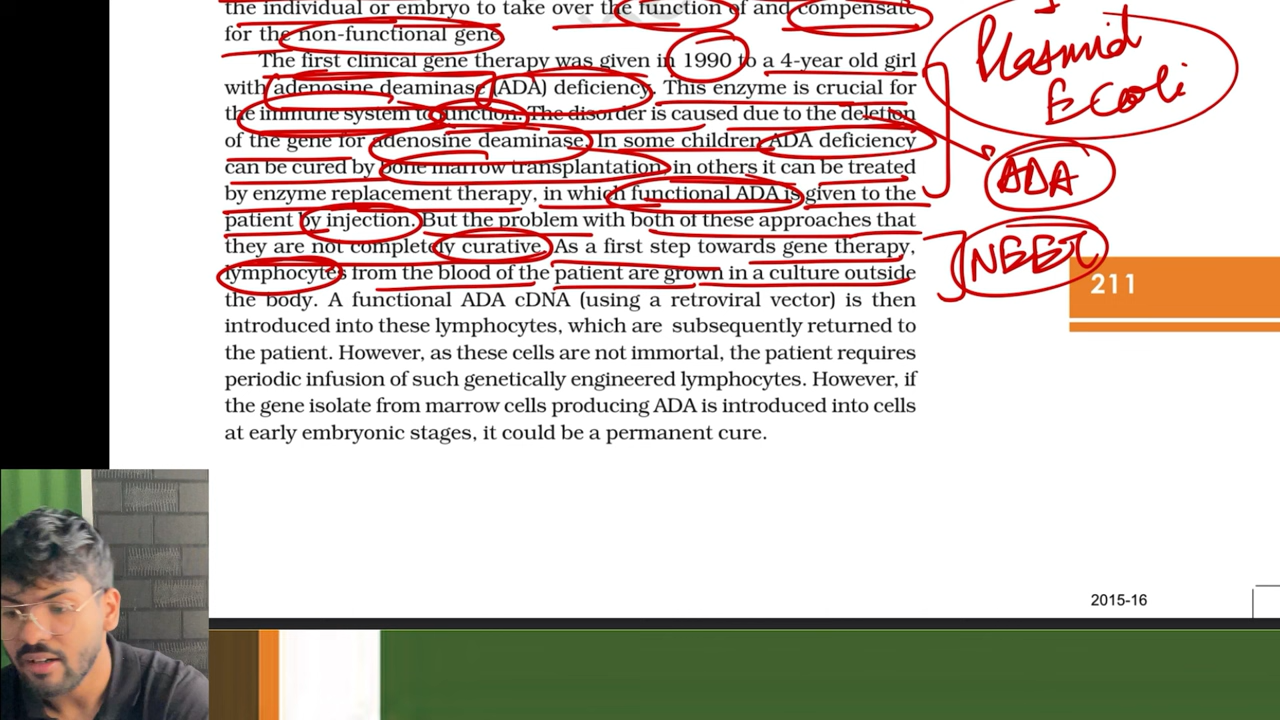 the individual or embryo to take over the function of and compensate
for the non-functional gene
The first clinical gene therapy was given in 1990 to a 4-year old girl
with adenosine deaminase (ADA) deficiency. This enzyme is crucial for
the immune system to function. The disorder is caused due to the deletion
of the gene for adenosine deaminase. In some children ADA deficiency
can be cured by bone marrow transplantation in others it can be treated
by enzyme replacement therapy, in which functional ADA is given to the
patient by injection. But the problem with both of these approaches that
they are not completely curative. As a first step towards gene therapy,
lymphocytes from the blood of the patient are grown in a culture outside
the body. A functional ADA cDNA (using a retroviral vector) is then
introduced into these lymphocytes, which are subsequently returned to
the patient. However, as these cells are not immortal, the patient requires
periodic infusion of such genetically engineered lymphocytes. However, if
the gene isolate from marrow cells producing ADA is introduced into cells
at early embryonic stages, it could be a permanent cure.
Plasmid
E Coli
ADA
NEET
211
2015-16